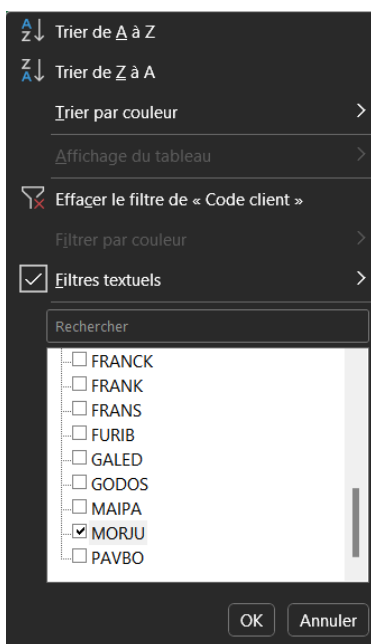 Trier de A à Z
Trier de Z à A
Trier par couleur
Affichage du tableau
Effacer le filtre de « Code client »
Filtrer par couleur
Filtres textuels
Rechercher
FRANCK
FRANK
FRANS
FURIB
GALED
GODOS
MAIPA
MORJU
PAVBO
OK Annuler